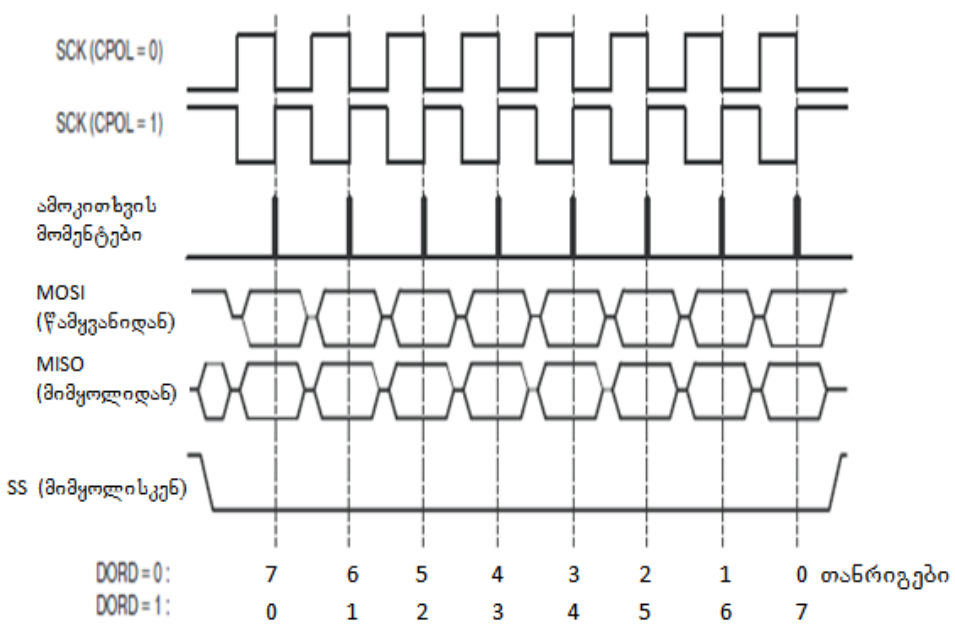 SCK (CPOL = 0)
SCK (CPOL = 1)
ამოკითხვის
მომენტები
MOSI
(წამყვანიდან)
MISO
(მიმყოლიდან)
SS (მიმყოლისკენ)
DORD = 0 : 7 6 5 4 3 2 1 0 თანრიგები
DORD = 1 : 0 1 2 3 4 5 6 7